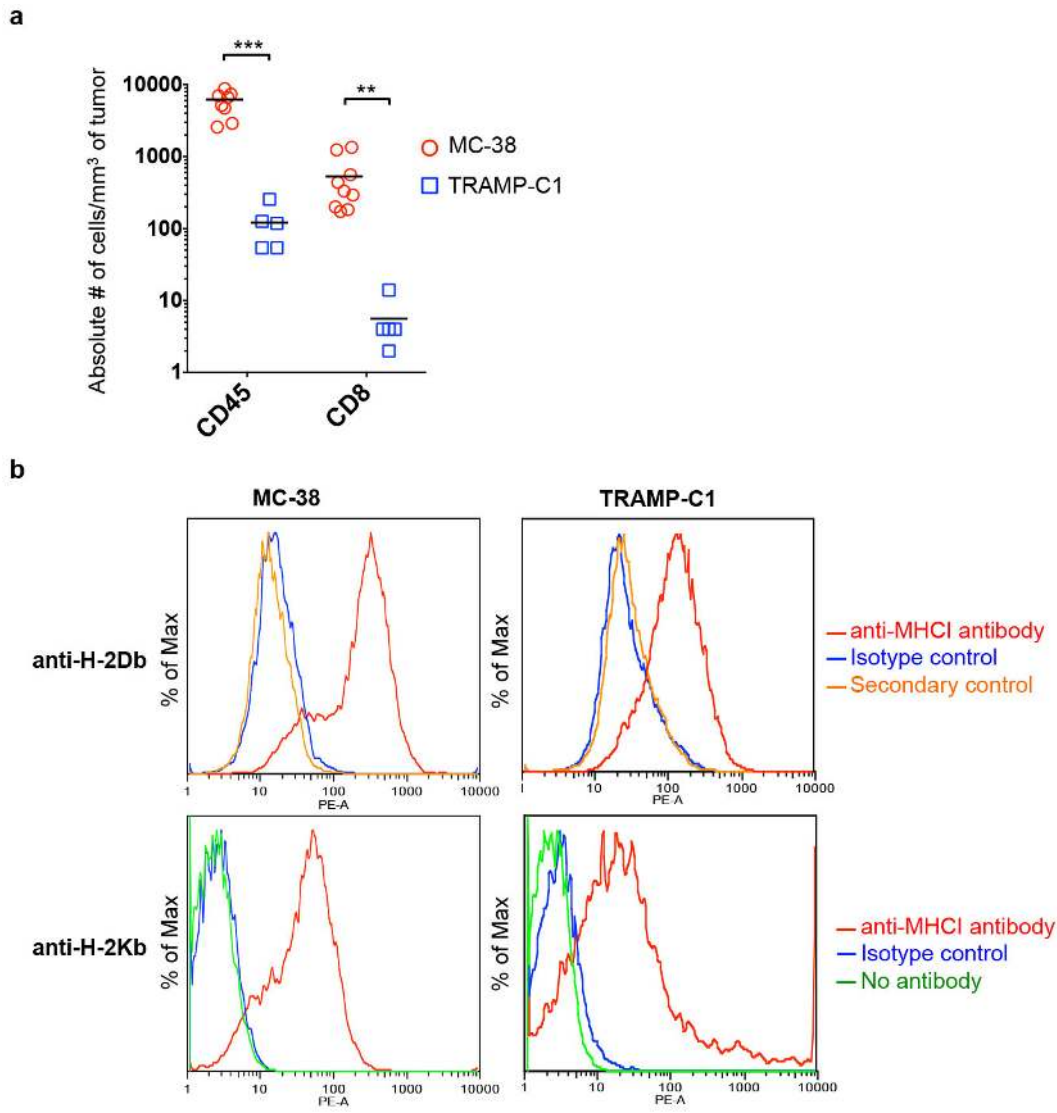 a
***
**
10000
1000
100
10
1
Absolute # of cells/mm³ of tumor
CD45
CD8
MC-38
TRAMP-C1
b
MC-38
TRAMP-C1
anti-H-2Db
% of Max
1 10 100 1000 10000
PE-A
% of Max
1 10 100 1000 10000
PE-A
anti-MHCI antibody
Isotype control
Secondary control
anti-H-2Kb
% of Max
1 10 100 1000 10000
PE-A
% of Max
1 10 100 1000 10000
PE-A
anti-MHCI antibody
Isotype control
No antibody